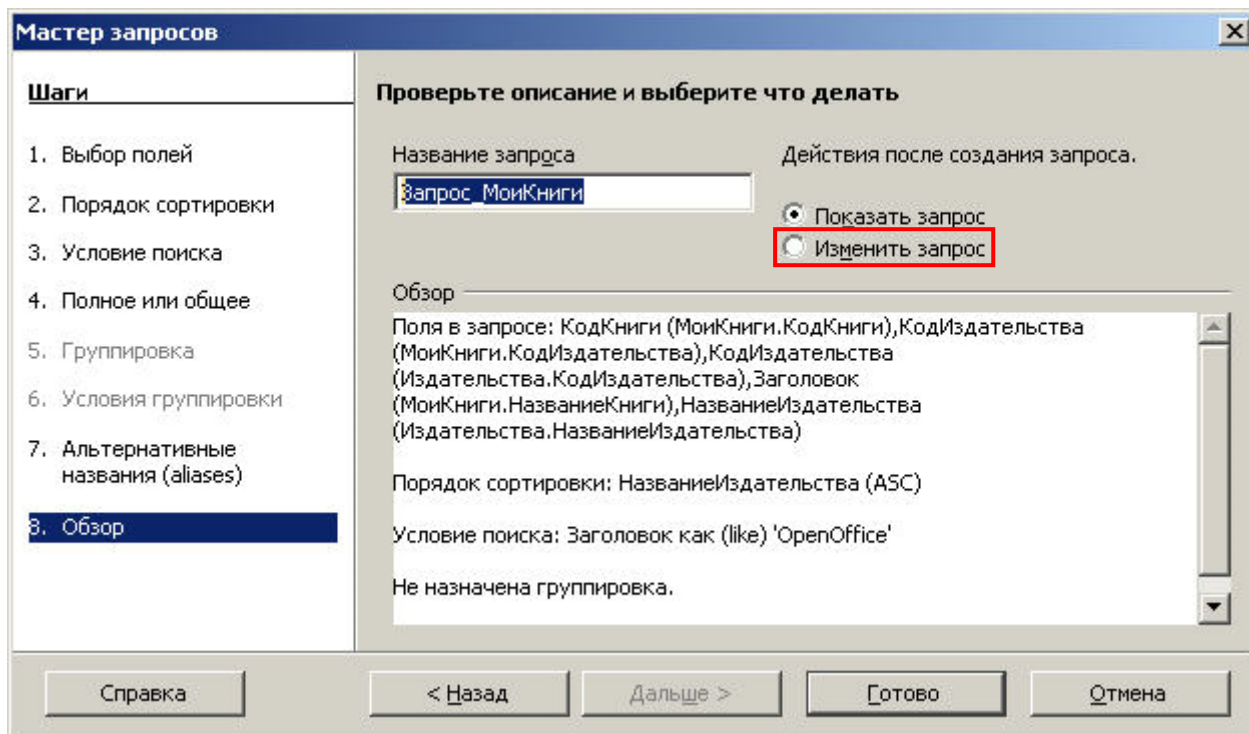 Мастер запросов
Шаги
1. Выбор полей
2. Порядок сортировки
3. Условие поиска
4. Полное или общее
5. Группировка
6. Условия группировки
7. Альтернативные
названия (aliases)
8. Обзор
Проверьте описание и выберите что делать
Название запроса
Запрос_МоиКниги
Действия после создания запроса.
Показать запрос
Изменить запрос
Обзор
Поля в запросе: КодКниги (МоиКниги.КодКниги),КодИздательства
(МоиКниги.КодИздательства),КодИздательства
(Издательства.КодИздательства),Заголовок
(МоиКниги.НазваниеКниги),НазваниеИздательства
(Издательства.НазваниеИздательства)
Порядок сортировки: НазваниеИздательства (ASC)
Условие поиска: Заголовок как (like) 'OpenOffice'
Не назначена группировка.
Справка
< Назад
Дальше >
Готово
Отмена